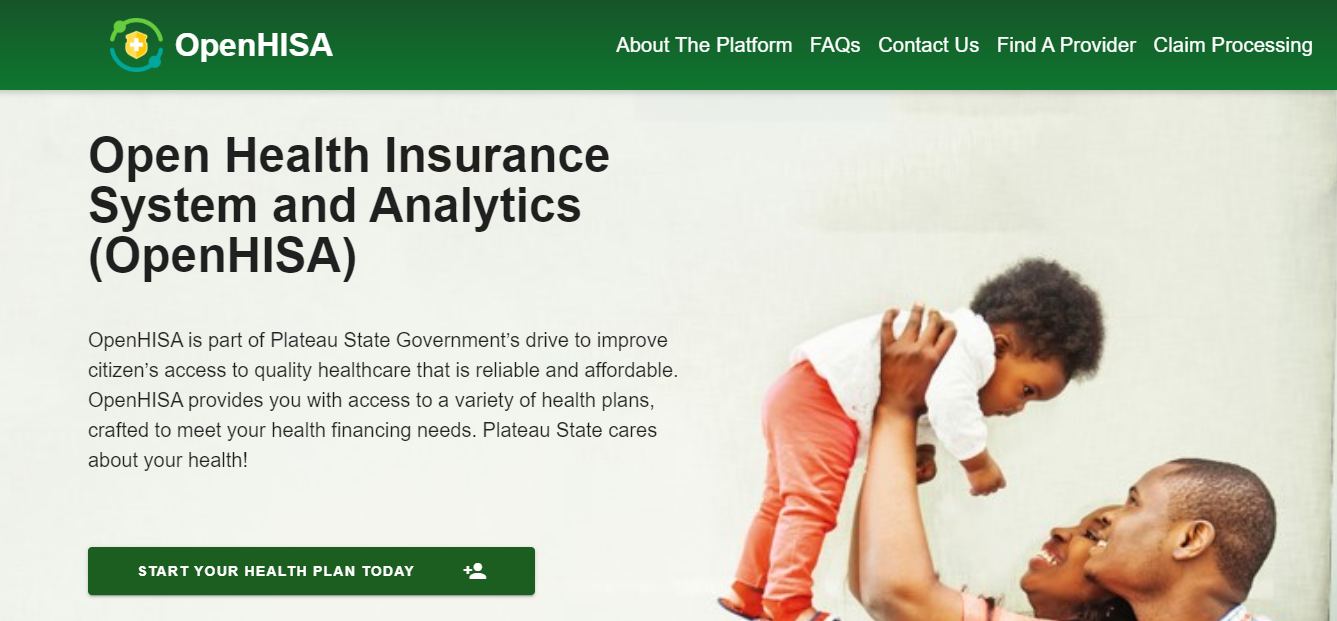 OpenHISA
About The Platform FAQs Contact Us Find A Provider Claim Processing
Open Health Insurance
System and Analytics
(OpenHISA)
OpenHISA is part of Plateau State Government’s drive to improve
citizen’s access to quality healthcare that is reliable and affordable.
OpenHISA provides you with access to a variety of health plans,
crafted to meet your health financing needs. Plateau State cares
about your health!
START YOUR HEALTH PLAN TODAY